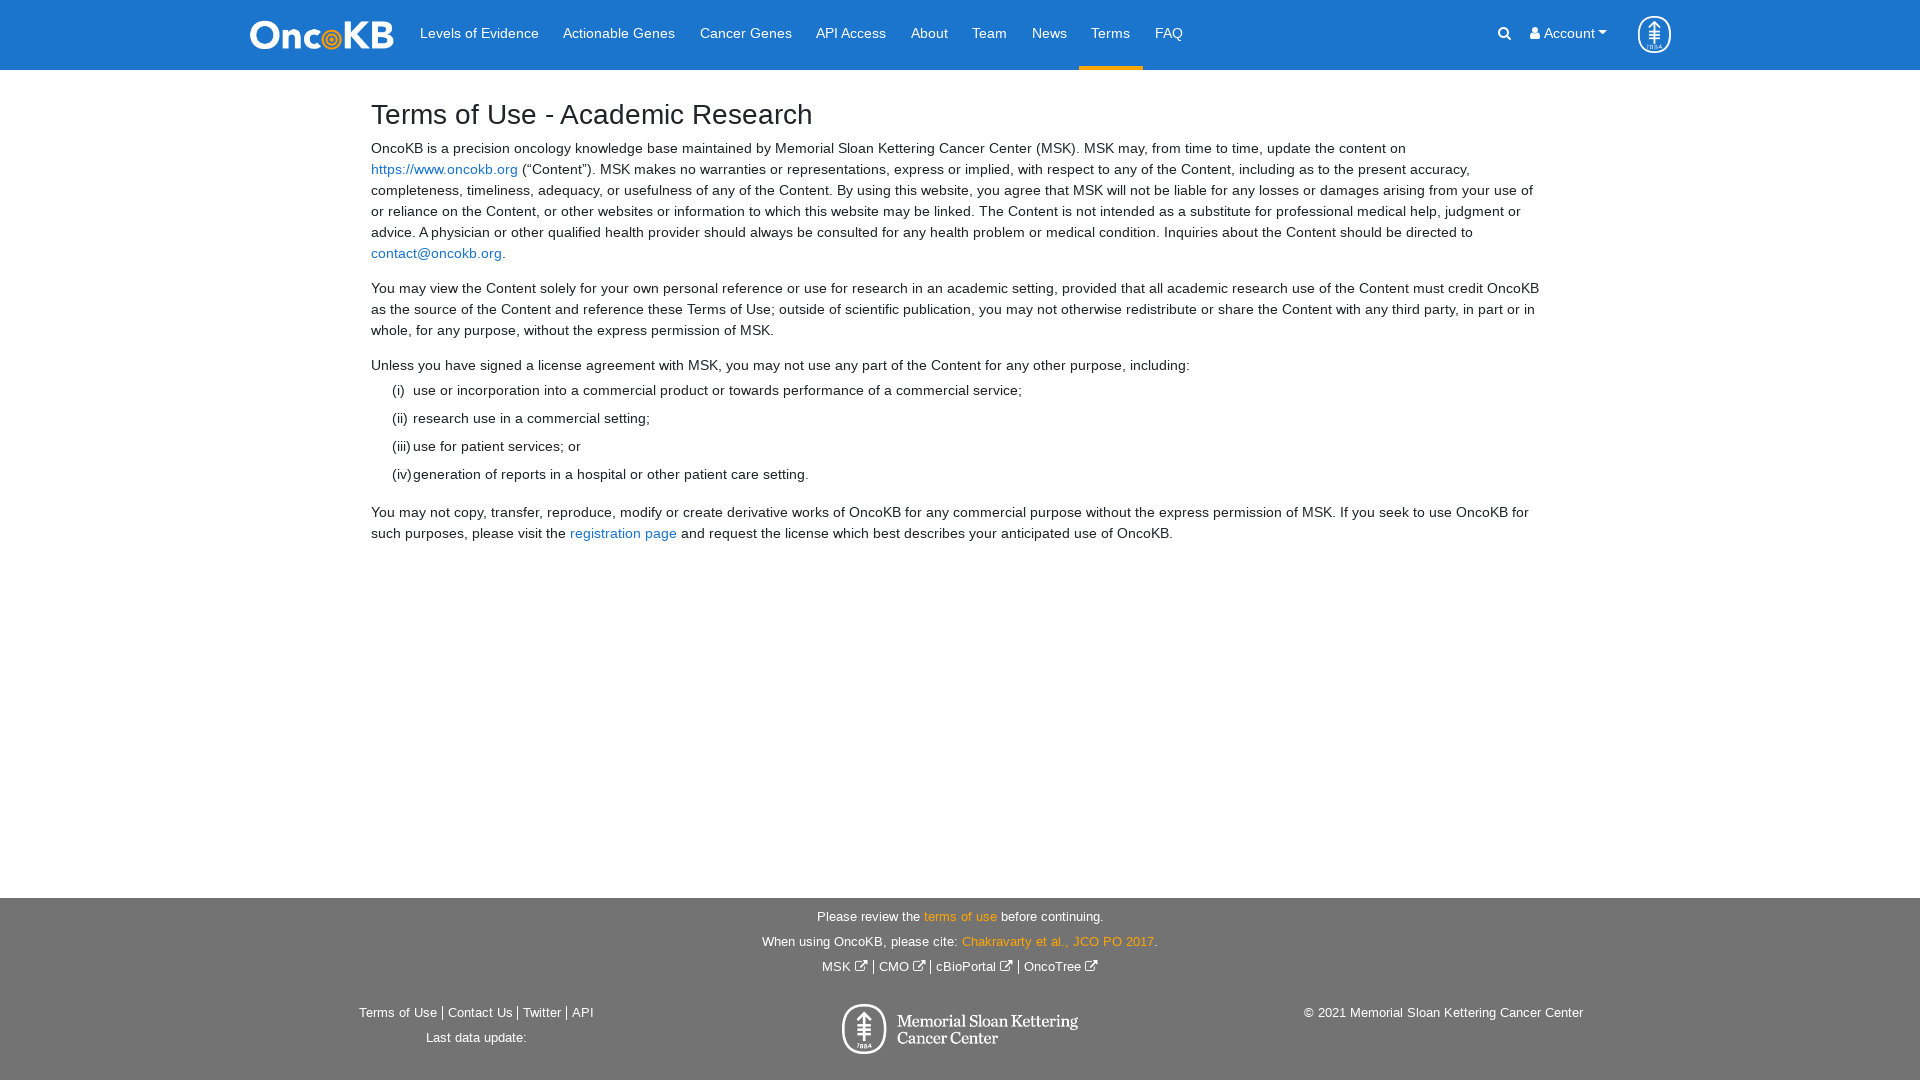 OncoKB Levels of Evidence Actionable Genes Cancer Genes API Access About Team News Terms FAQ Account 1884
Terms of Use - Academic Research
OncoKB is a precision oncology knowledge base maintained by Memorial Sloan Kettering Cancer Center (MSK). MSK may, from time to time, update the content on
https://www.oncokb.org (“Content”). MSK makes no warranties or representations, express or implied, with respect to any of the Content, including as to the present accuracy,
completeness, timeliness, adequacy, or usefulness of any of the Content. By using this website, you agree that MSK will not be liable for any losses or damages arising from your use of
or reliance on the Content, or other websites or information to which this website may be linked. The Content is not intended as a substitute for professional medical help, judgment or
advice. A physician or other qualified health provider should always be consulted for any health problem or medical condition. Inquiries about the Content should be directed to
contact@oncokb.org.
You may view the Content solely for your own personal reference or use for research in an academic setting, provided that all academic research use of the Content must credit OncoKB
as the source of the Content and reference these Terms of Use; outside of scientific publication, you may not otherwise redistribute or share the Content with any third party, in part or in
whole, for any purpose, without the express permission of MSK.
Unless you have signed a license agreement with MSK, you may not use any part of the Content for any other purpose, including:
(i) use or incorporation into a commercial product or towards performance of a commercial service;
(ii) research use in a commercial setting;
(iii) use for patient services; or
(iv) generation of reports in a hospital or other patient care setting.
You may not copy, transfer, reproduce, modify or create derivative works of OncoKB for any commercial purpose without the express permission of MSK. If you seek to use OncoKB for
such purposes, please visit the registration page and request the license which best describes your anticipated use of OncoKB.
Please review the terms of use before continuing.
When using OncoKB, please cite: Chakravarty et al., JCO PO 2017.
MSK | CMO | cBioPortal | OncoTree
Terms of Use | Contact Us | Twitter | API
Last data update:
1884
Memorial Sloan Kettering
Cancer Center
© 2021 Memorial Sloan Kettering Cancer Center